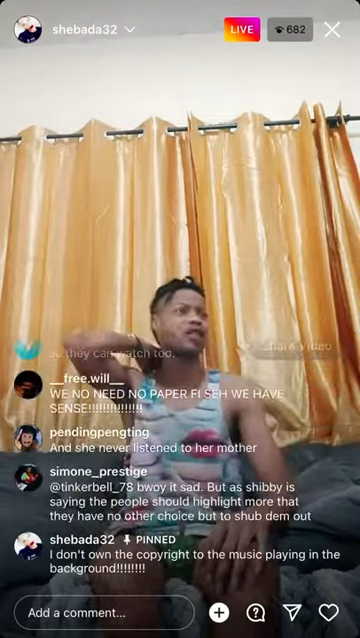 shebada32
LIVE
682
Share video
so they can watch too.
__free.will__
WE NO NEED NO PAPER FI SEH WE HAVE
SENSE!!!!!!!!!!!!!!!
pendingpengting
And she never listened to her mother
simone_prestige
@tinkerbell_78 bwoy it sad. But as shibby is
saying the people should highlight more that
they have no other choice but to shub dem out
shebada32 PINNED
I don't own the copyright to the music playing in the
background!!!!!!!!
Add a comment...